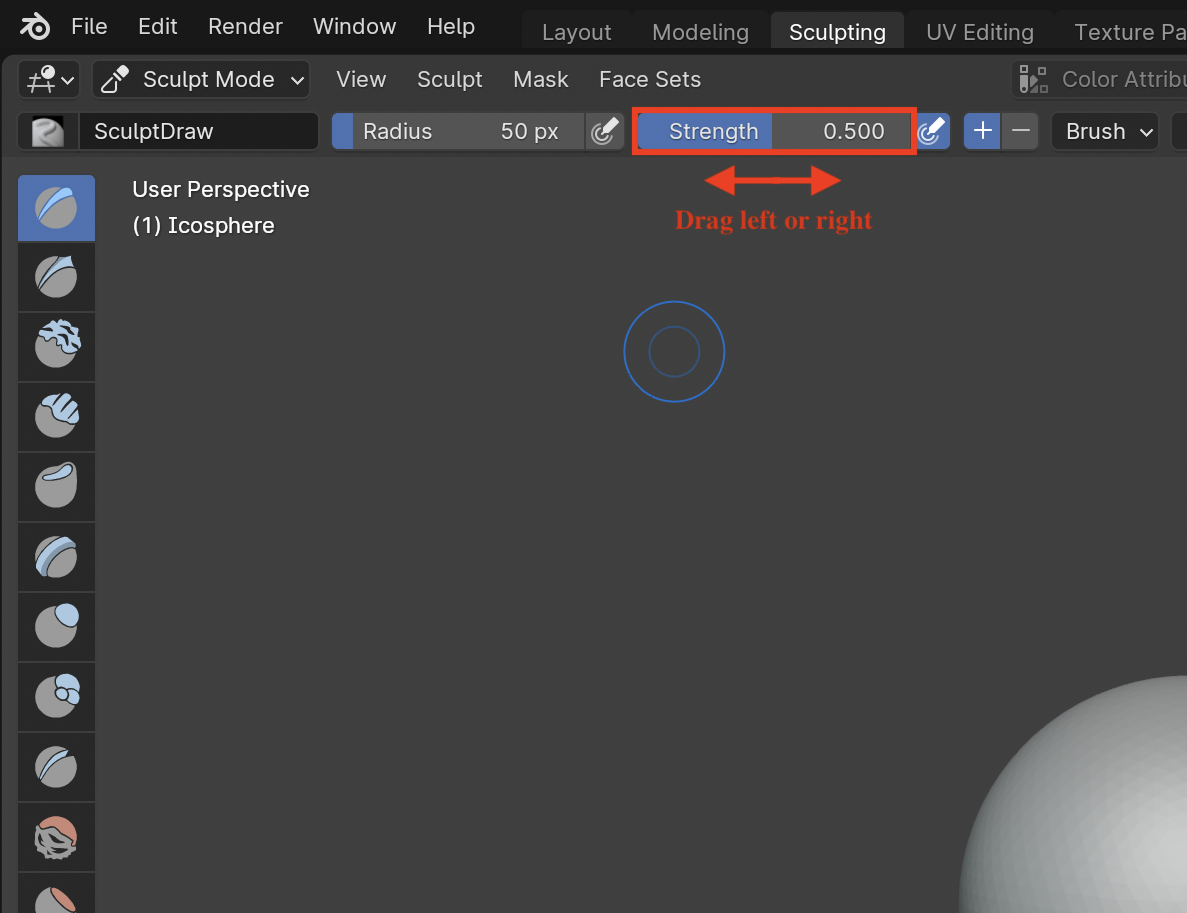 File Edit Render Window Help Layout Modeling Sculpting UV Editing Texture Pa
Sculpt Mode View Sculpt Mask Face Sets Color Attribu
SculptDraw Radius 50 px Strength 0.500 Brush
User Perspective
(1) Icosphere
Drag left or right